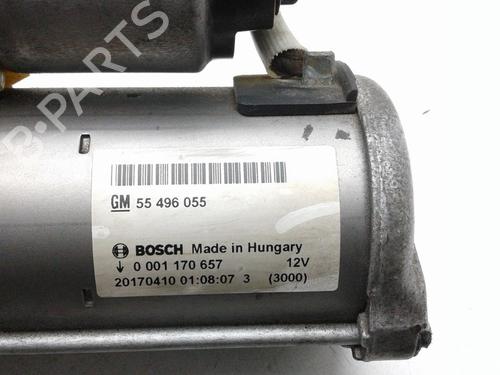 B-PARTS
GM 55 496 055
BOSCH Made in Hungary
↓ 0 001 170 657 12V
20170410 01:08:07 3 (3000)